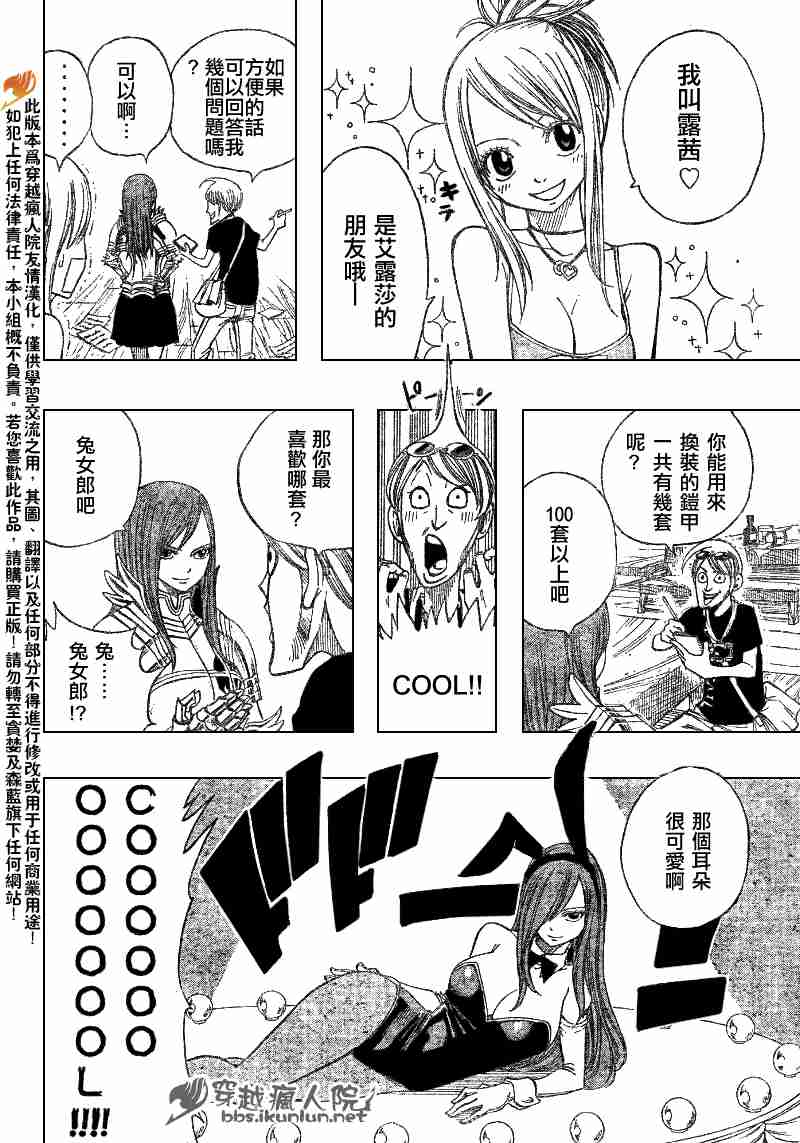 我叫露茜♡
是艾露莎的
朋友哦—
キラ
如果
方便的話
可以回答我
幾個問題嗎
?
可以啊…
……
你能用來
換裝的鎧甲
一共有幾套
呢?
100
套以上吧
ドーーン
COOL!!
那你最
喜歡哪套?
兔女郎吧
兔……
兔女郎!?
那個耳朵
很可愛啊
COOOOOO
OOOOOOL!!!!
此版本爲穿越瘋人院友情漢化，僅供學習交流之用，其圖、翻譯以及任何部分不得進行修改或用于任何商業用途！
如犯上任何法律責任，本小組概不負責。若您喜歡此作品，請購買正版！請勿轉至貪婪及森藍旗下任何網站！
穿越瘋人院
bbs.ikunlun.net